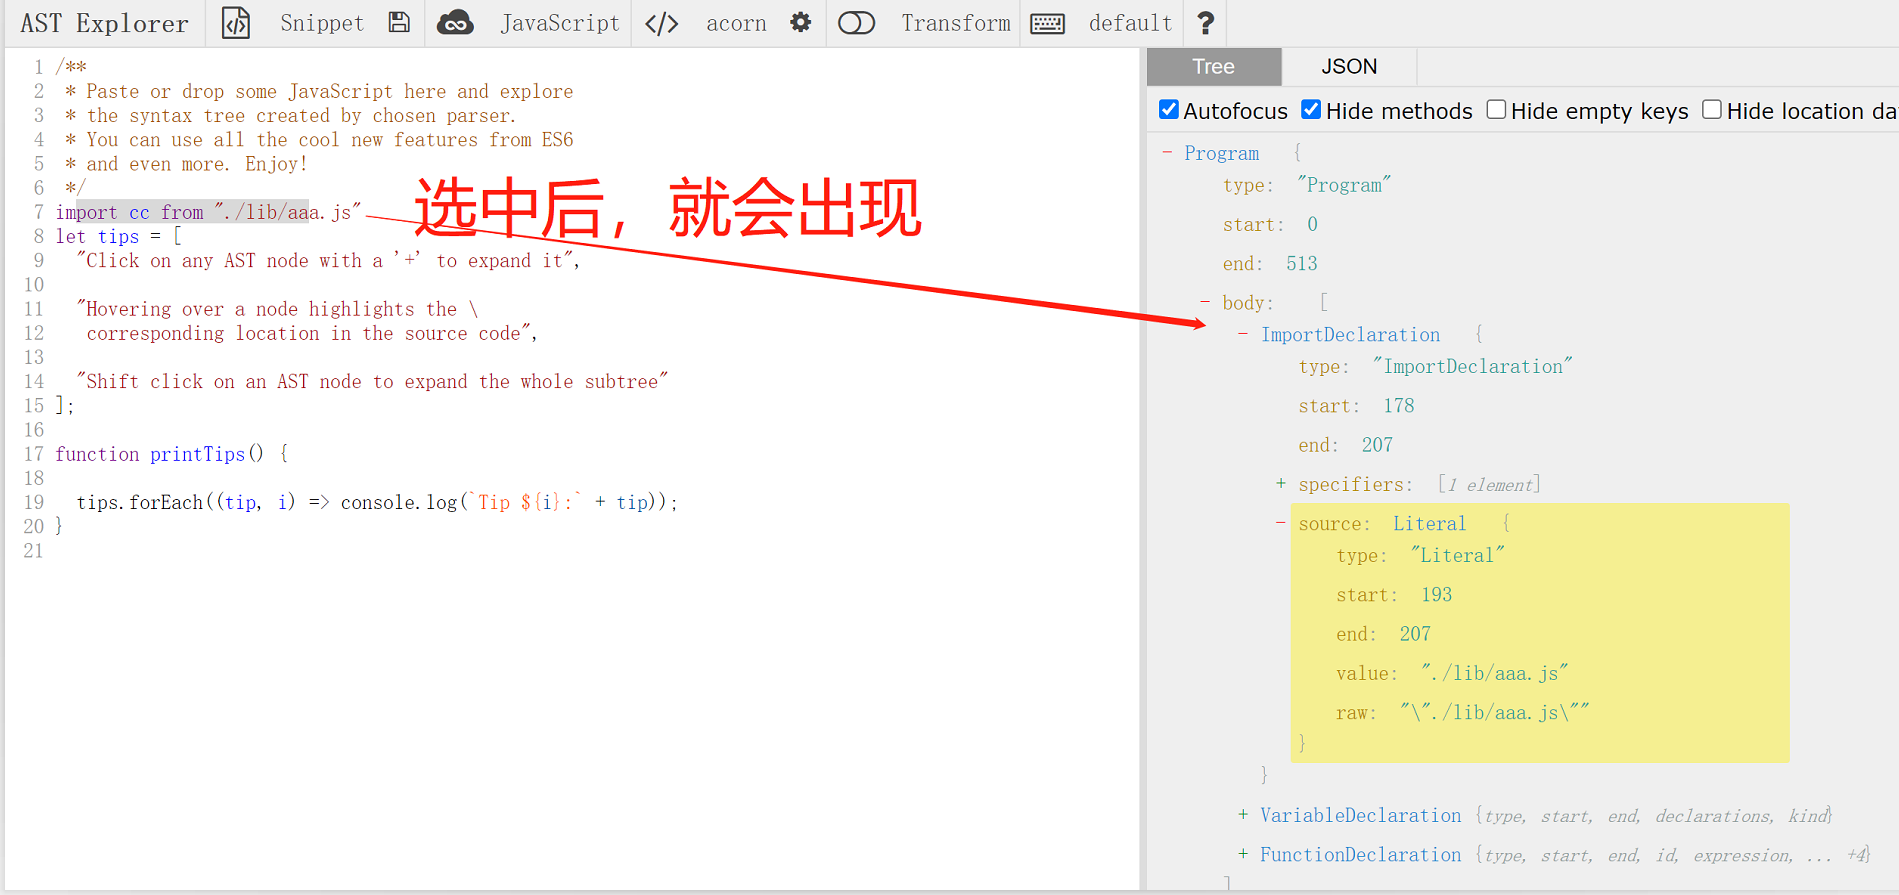 AST Explorer Snippet JavaScript </> acorn Transform default ?
1 /**
2 * Paste or drop some JavaScript here and explore
3 * the syntax tree created by chosen parser.
4 * You can use all the cool new features from ES6
5 * and even more. Enjoy!
6 */
7 import cc from "./lib/aaa.js"
选中后，就会出现
8 let tips = [
9 "Click on any AST node with a '+' to expand it",
10
11 "Hovering over a node highlights the \
12 corresponding location in the source code",
13
14 "Shift click on an AST node to expand the whole subtree"
15 ];
16
17 function printTips() {
18
19 tips.forEach((tip, i) => console.log(`Tip ${i}:` + tip));
20 }
21
Tree JSON
Autofocus Hide methods Hide empty keys Hide location da
- Program {
type: "Program"
start: 0
end: 513
- body: [
- ImportDeclaration {
type: "ImportDeclaration"
start: 178
end: 207
+ specifiers: [1 element]
- source: Literal {
type: "Literal"
start: 193
end: 207
value: "./lib/aaa.js"
raw: "\"./lib/aaa.js\""
}
}
+ VariableDeclaration {type, start, end, declarations, kind}
+ FunctionDeclaration {type, start, end, id, expression, ... +4}
]